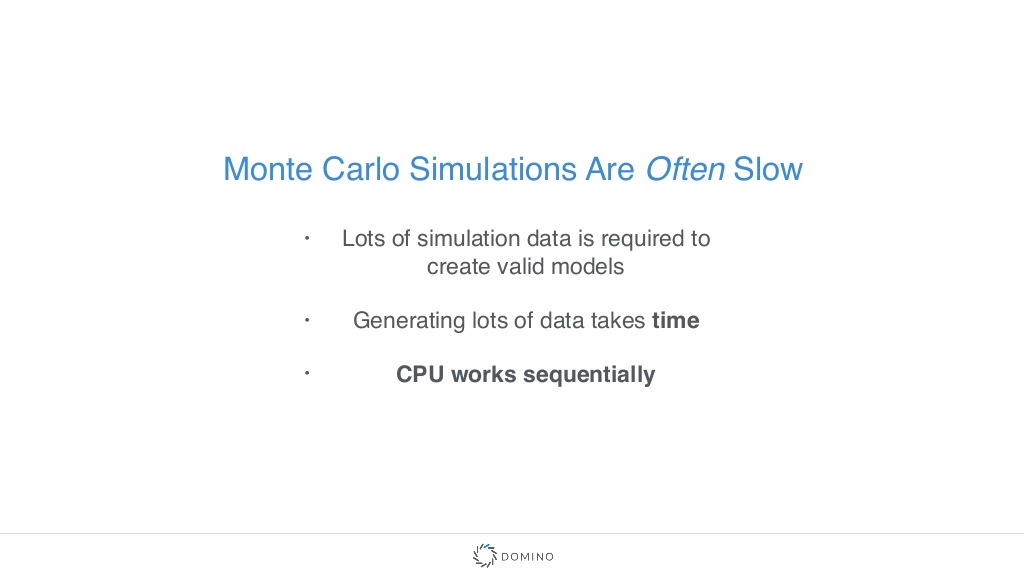 Monte Carlo Simulations Are Often Slow
• Lots of simulation data is required to
create valid models
• Generating lots of data takes time
• CPU works sequentially
DOMINO